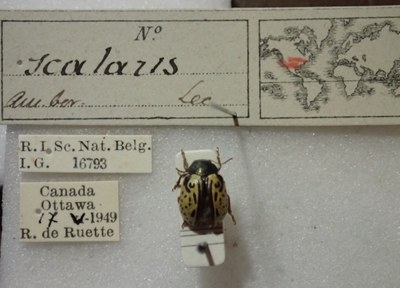 Nº
scalaris
Am. bor. Lec
R. I. Sc. Nat. Belg.
I. G. 16793
Canada
Ottawa
17 V-1949
R. de Ruette